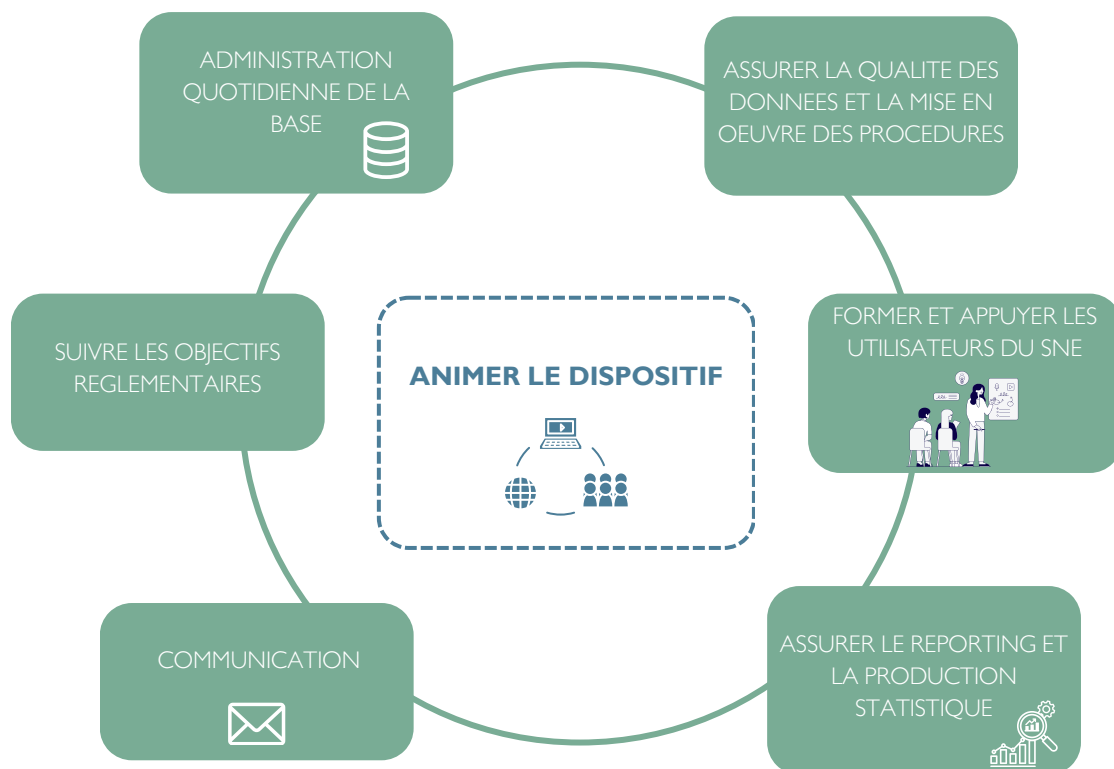 ADMINISTRATION
QUOTIDIENNE DE LA
BASE
ASSURER LA QUALITE DES
DONNEES ET LA MISE EN
OEUVRE DES PROCEDURES
SUIVRE LES OBJECTIFS
REGLEMENTAIRES
ANIMER LE DISPOSITIF
FORMER ET APPUYER LES
UTILISATEURS DU SNE
COMMUNICATION
ASSURER LE REPORTING ET
LA PRODUCTION
STATISTIQUE